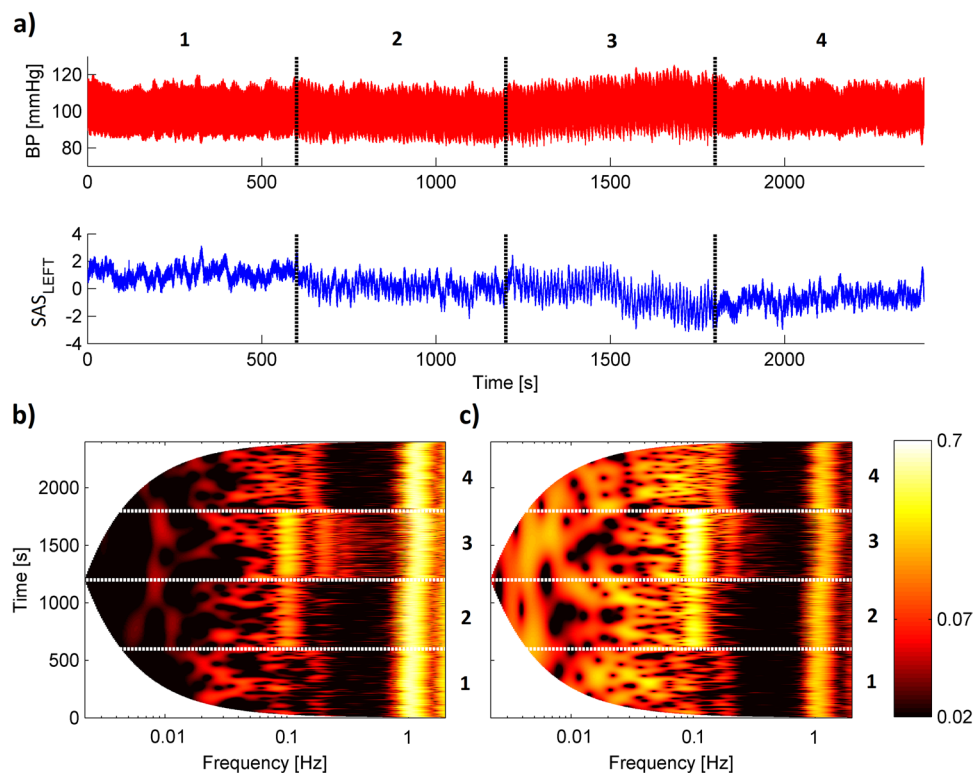 a)
1 2 3 4
BP [mmHg]
120
100
80
0 500 1000 1500 2000
SAS_LEFT
4
2
0
-2
-4
0 500 1000 1500 2000
Time [s]
b)
c)
Time [s]
2000
1500
1000
500
0
4
3
2
1
4
3
2
1
0.7
0.07
0.02
0.01 0.1 1
0.01 0.1 1
Frequency [Hz]
Frequency [Hz]